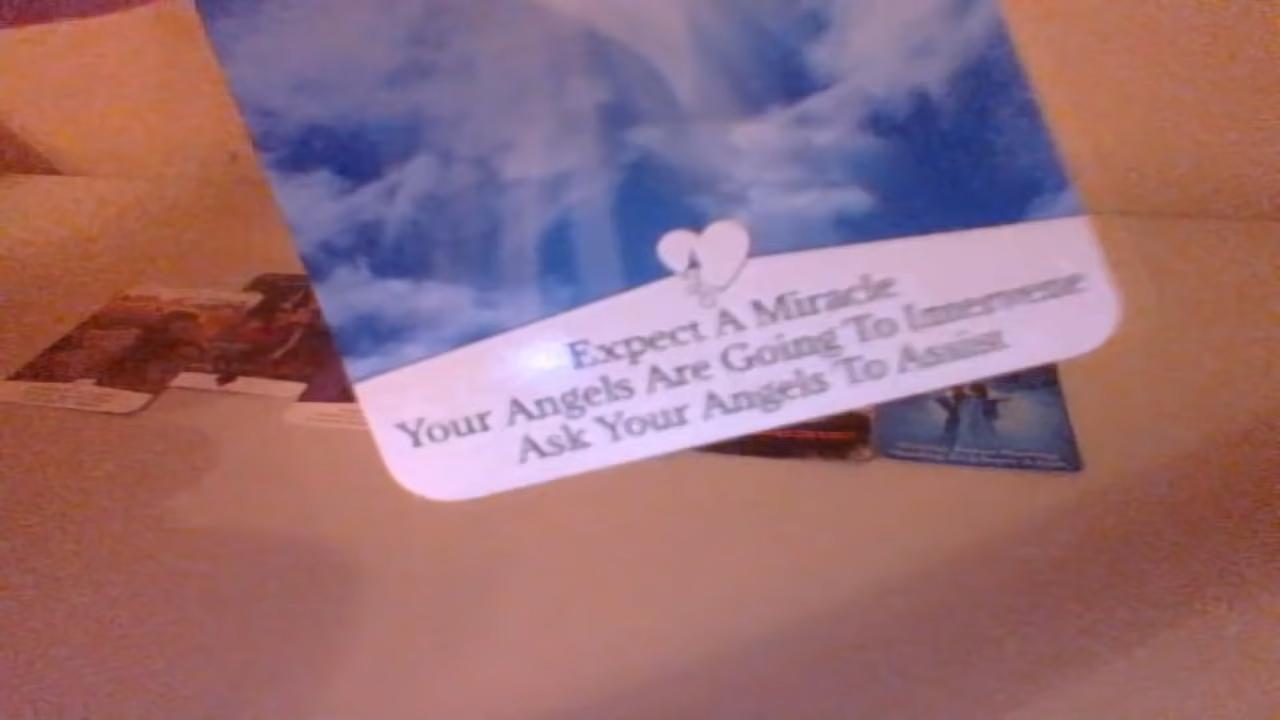 Expect A Miracle
Your Angels Are Going To Intervene
Ask Your Angels To Assist